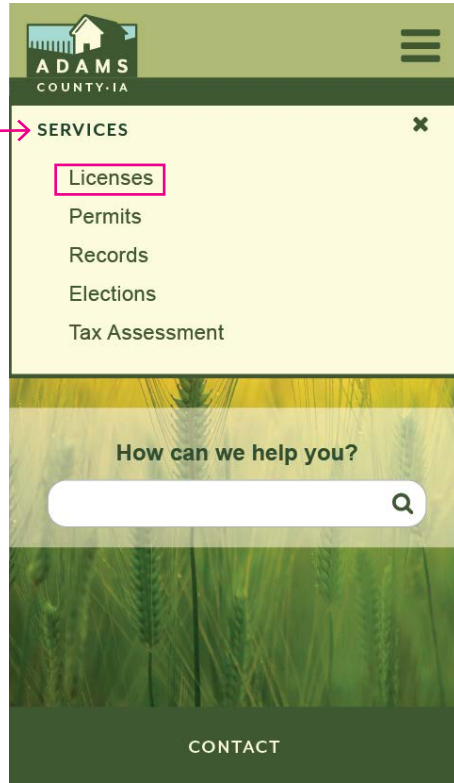 ADAMS
COUNTY•IA
SERVICES
Licenses
Permits
Records
Elections
Tax Assessment
How can we help you?
CONTACT